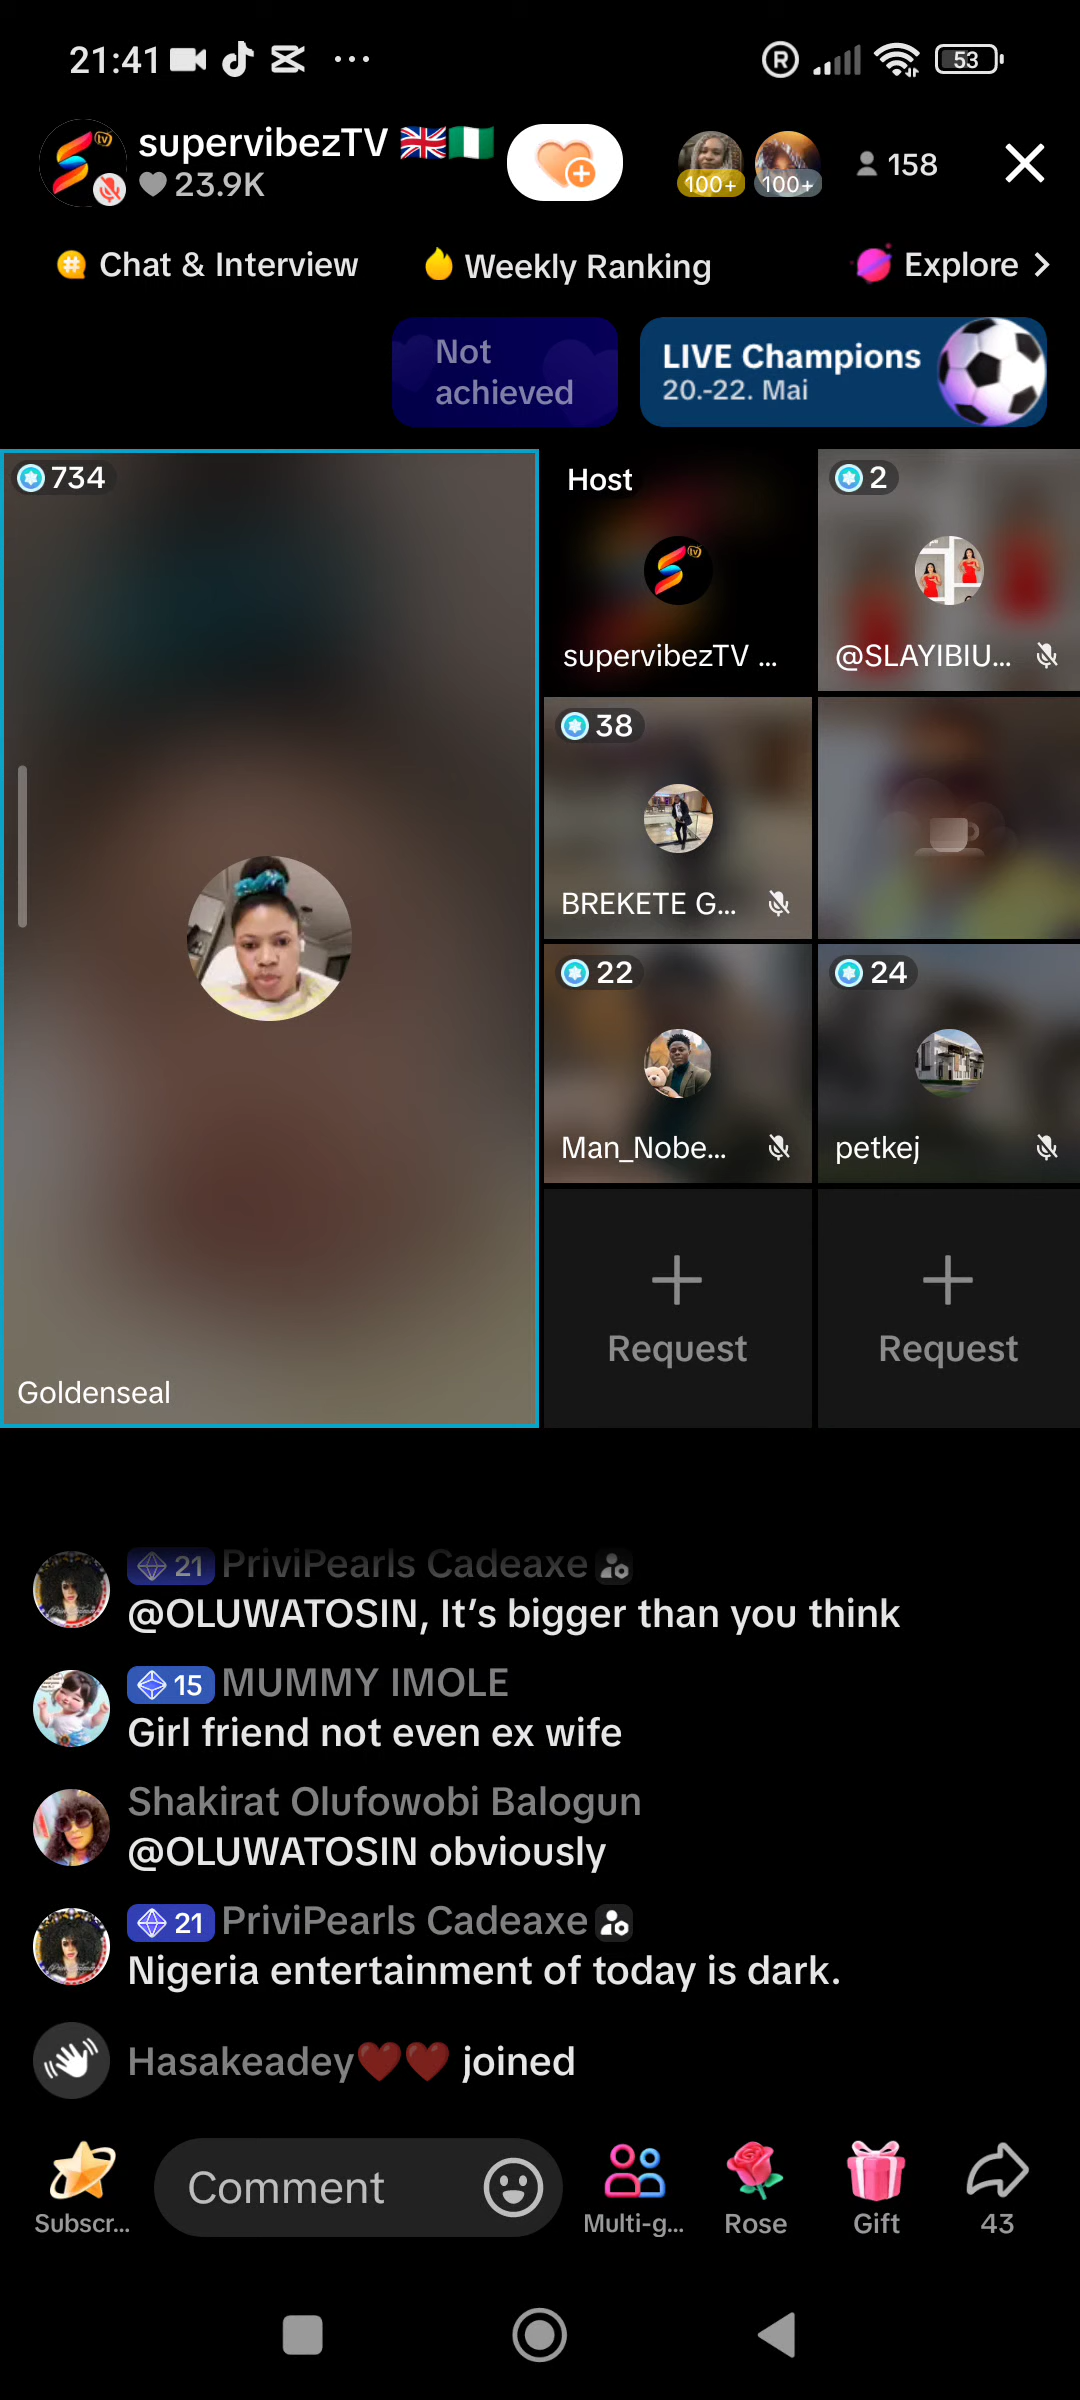 21:41
R
53
supervibezTV 🇬🇧🇳🇬
23.9K
100+
100+
158
Chat & Interview
Weekly Ranking
Explore
Not
achieved
LIVE Champions
20.-22. Mai
734
Goldenseal
Host
supervibezTV ...
2
@SLAYIBIU...
38
BREKETE G...
22
Man_Nobe...
24
petkej
Request
Request
21 PriviPearls Cadeaxe
@OLUWATOSIN, It’s bigger than you think
15 MUMMY IMOLE
Girl friend not even ex wife
Shakirat Olufowobi Balogun
@OLUWATOSIN obviously
21 PriviPearls Cadeaxe
Nigeria entertainment of today is dark.
Hasakeadey❤️❤️ joined
Comment
Subscr...
Multi-g...
Rose
Gift
43